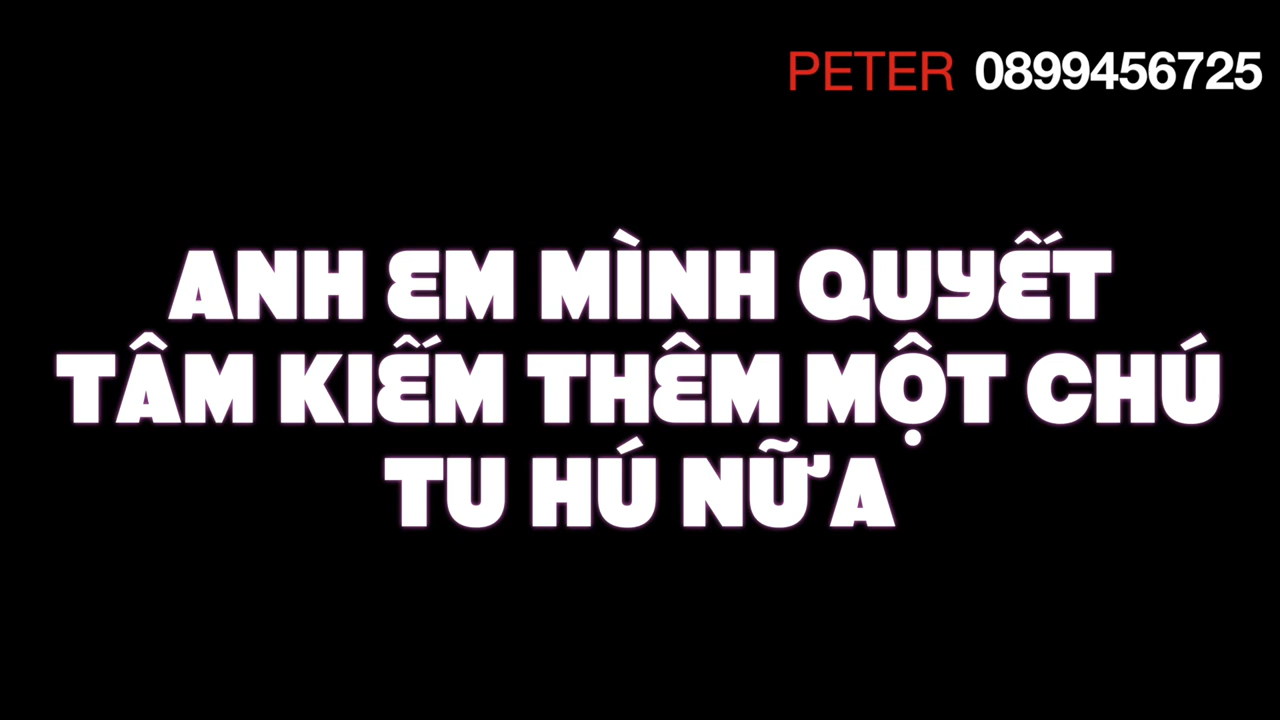 PETER 0899456725
ANH EM MÌNH QUYẾT
TÂM KIẾM THÊM MỘT CHÚ
TU HÚ NỮA